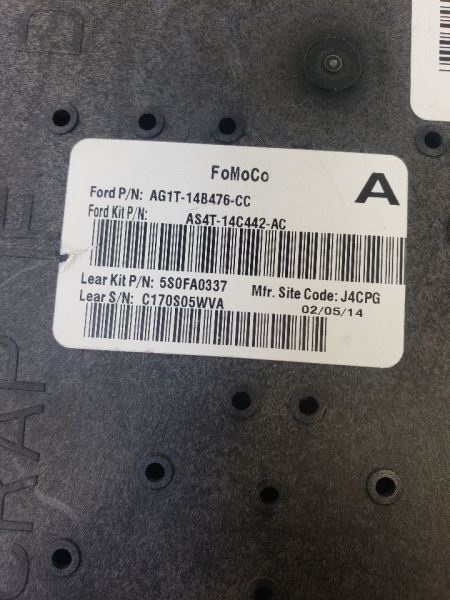 FoMoCo
A
Ford P/N: AG1T-14B476-CC
Ford Kit P/N: AS4T-14C442-AC
Lear Kit P/N: 5S0FA0337
Mfr. Site Code: J4CPG
Lear S/N: C170S05WVA
02/05/14